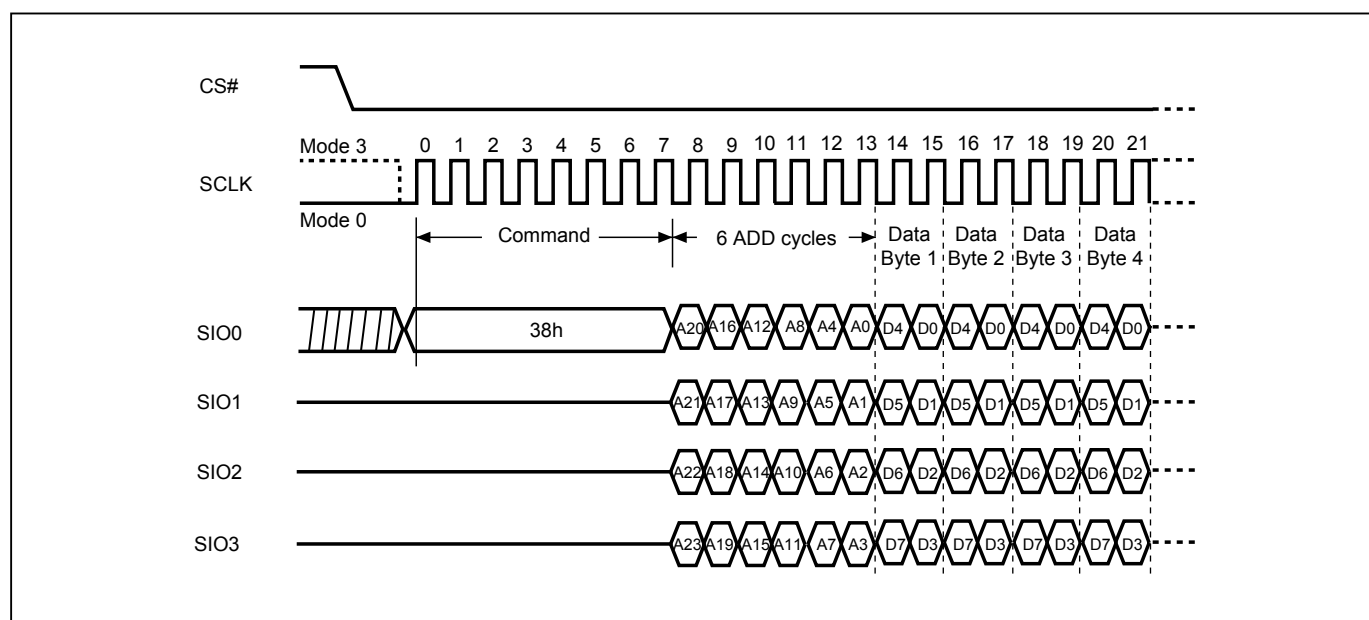 CS#
Mode 3
0 1 2 3 4 5 6 7 8 9 10 11 12 13 14 15 16 17 18 19 20 21
SCLK
Mode 0
Command
6 ADD cycles
Data Byte 1
Data Byte 2
Data Byte 3
Data Byte 4
SIO0 38h A20 A16 A12 A8 A4 A0 D4 D0 D4 D0 D4 D0 D4 D0
SIO1 A21 A17 A13 A9 A5 A1 D5 D1 D5 D1 D5 D1 D5 D1
SIO2 A22 A18 A14 A10 A6 A2 D6 D2 D6 D2 D6 D2 D6 D2
SIO3 A23 A19 A15 A11 A7 A3 D7 D3 D7 D3 D7 D3 D7 D3